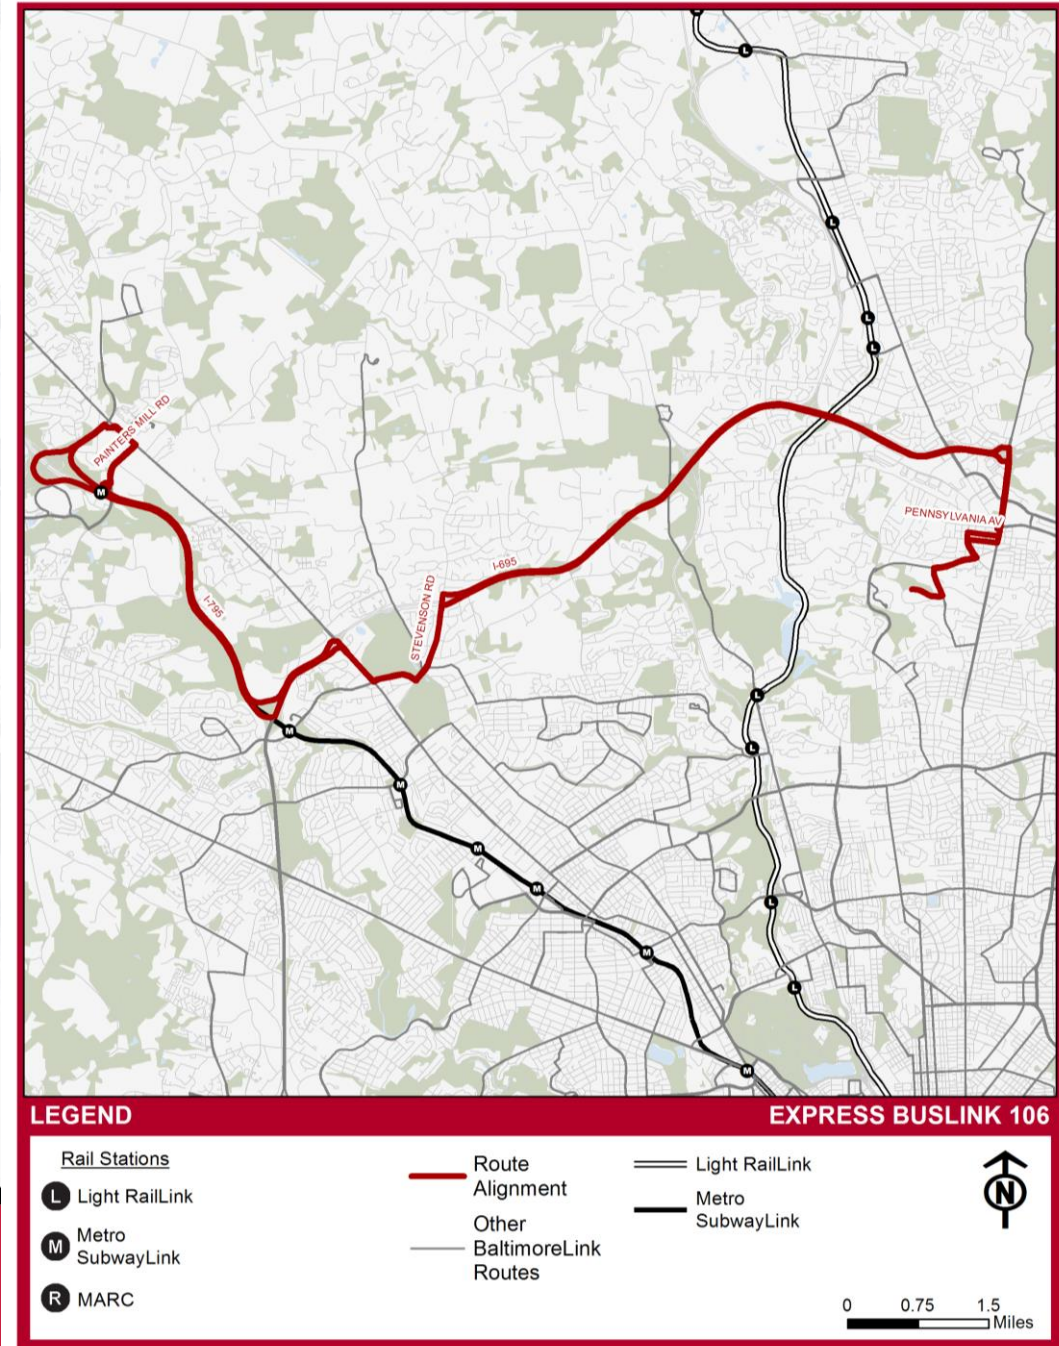 PAINTERS MILL RD
PENNSYLVANIA AV
I-695
STEVENSON RD
I-795
L
L
L
L
L
L
L
L
M
M
M
M
M
M
M
LEGEND
EXPRESS BUSLINK 106
Rail Stations
L Light RailLink
M Metro
SubwayLink
R MARC
Route
Alignment
Other
BaltimoreLink
Routes
Light RailLink
Metro
SubwayLink
N
0 0.75 1.5
Miles